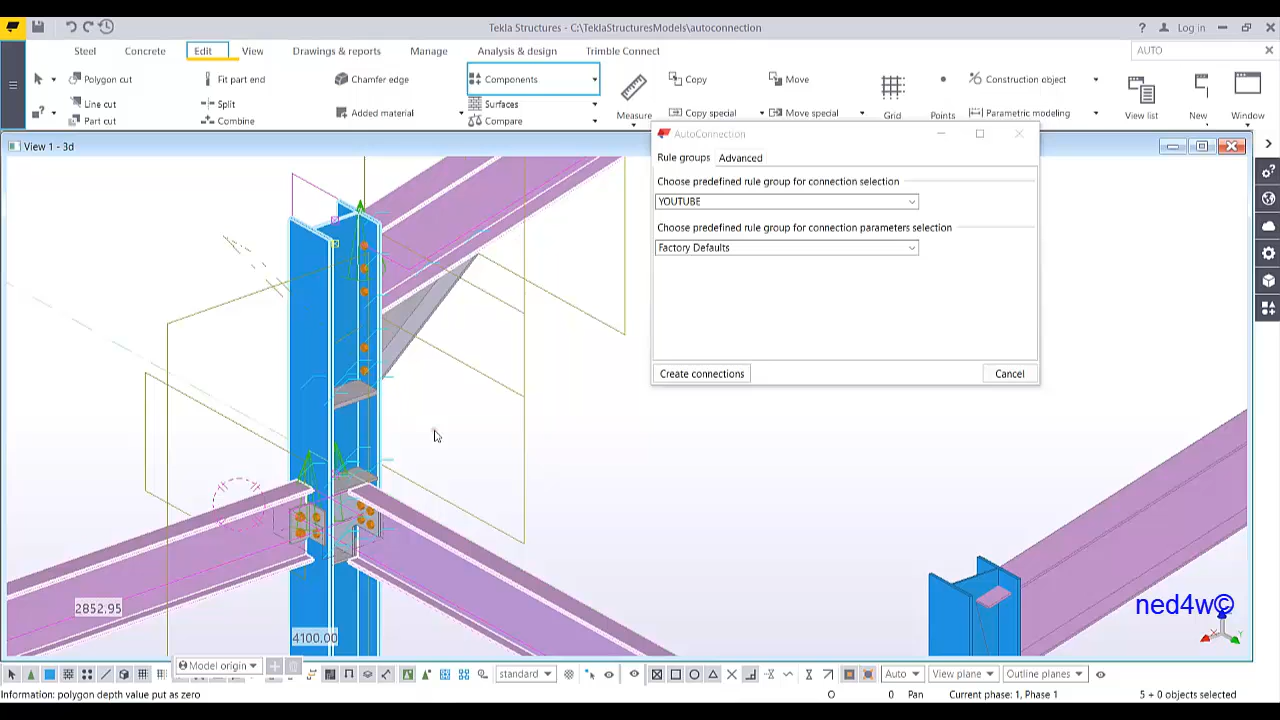 Tekla Structures - C:\TeklaStructuresModels\autoconnection
? Log in
Steel Concrete Edit View Drawings & reports Manage Analysis & design Trimble Connect
AUTO
Polygon cut Fit part end Chamfer edge Components Copy Move Construction object
Line cut Split Surfaces
Part cut Combine Added material Compare Measure Copy special Move special Grid Points Parametric modeling View list New Window
View 1 - 3d
AutoConnection
Rule groups Advanced
Choose predefined rule group for connection selection
YOUTUBE
Choose predefined rule group for connection parameters selection
Factory Defaults
Create connections Cancel
2852.95
4100.00
ned4w©
Model origin standard Auto View plane Outline planes
Information: polygon depth value put as zero O 0 Pan Current phase: 1, Phase 1 5 + 0 objects selected